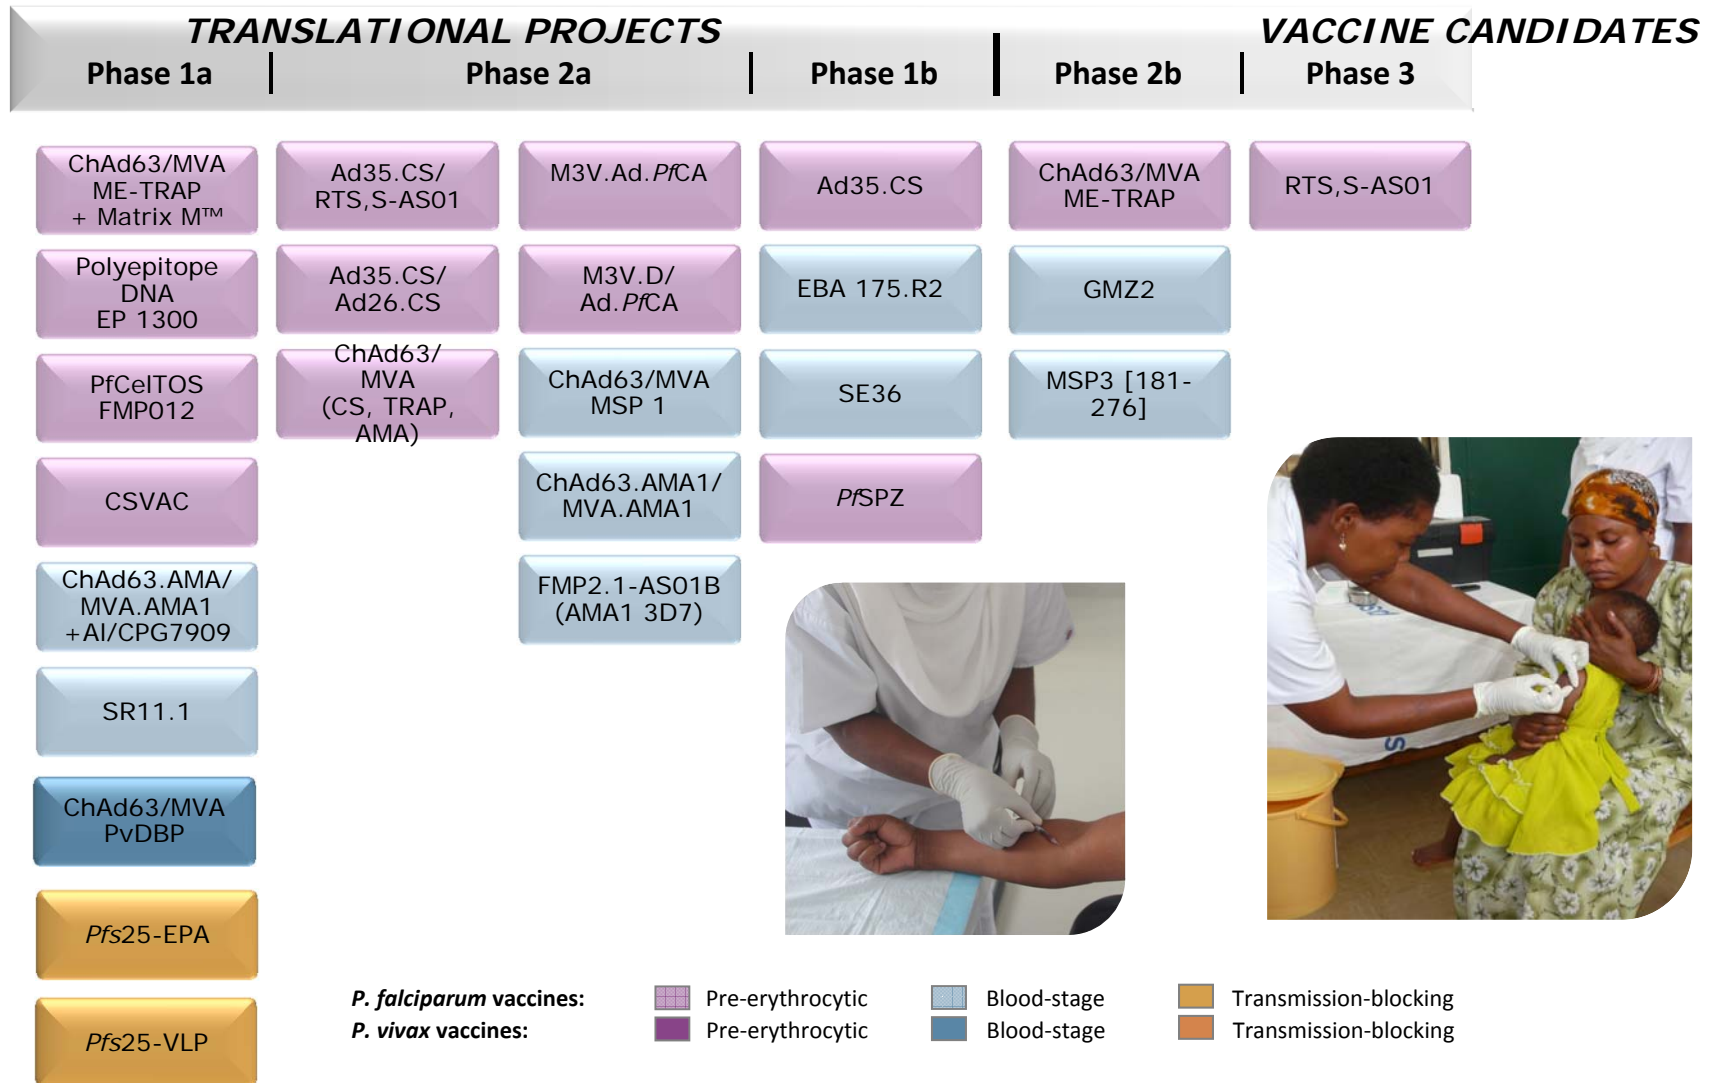 TRANSLATIONAL PROJECTS
VACCINE CANDIDATES
Phase 1a
Phase 2a
Phase 1b
Phase 2b
Phase 3
ChAd63/MVA
ME-TRAP
+ Matrix M™
Polyepitope
DNA
EP 1300
PfCelTOS
FMP012
CSVAC
ChAd63.AMA/
MVA.AMA1
+Al/CPG7909
SR11.1
ChAd63/MVA
PvDBP
Pfs25-EPA
Pfs25-VLP
Ad35.CS/
RTS,S-AS01
Ad35.CS/
Ad26.CS
ChAd63/
MVA
(CS, TRAP,
AMA)
M3V.Ad.PfCA
M3V.D/
Ad.PfCA
ChAd63/MVA
MSP 1
ChAd63.AMA1/
MVA.AMA1
FMP2.1-AS01B
(AMA1 3D7)
Ad35.CS
EBA 175.R2
SE36
PfSPZ
ChAd63/MVA
ME-TRAP
GMZ2
MSP3 [181-
276]
RTS,S-AS01
P. falciparum vaccines:
Pre-erythrocytic
Blood-stage
Transmission-blocking
P. vivax vaccines:
Pre-erythrocytic
Blood-stage
Transmission-blocking